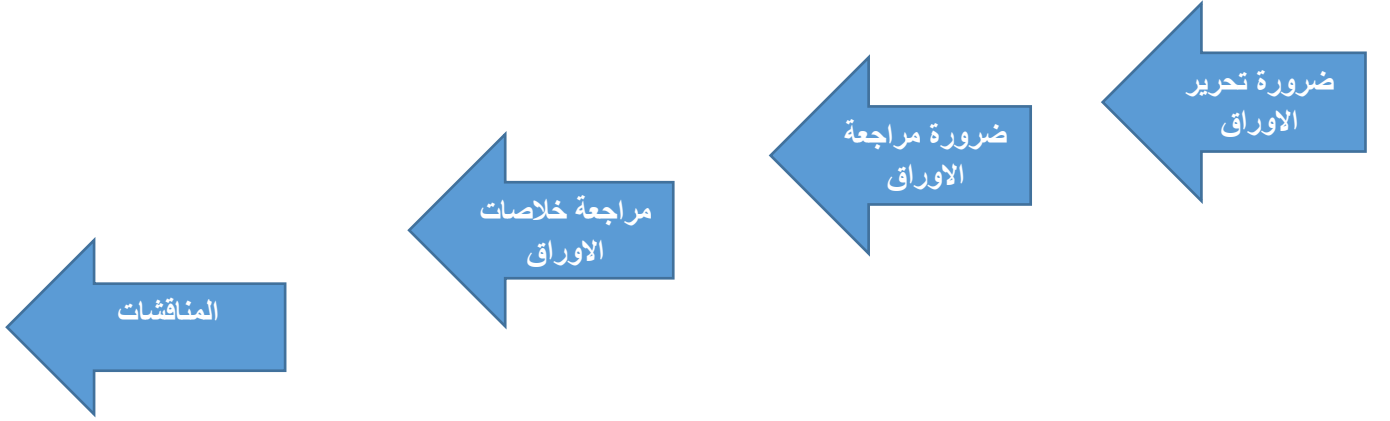 ضرورة تحرير
الاوراق
ضرورة مراجعة
الاوراق
مراجعة خلاصات
الاوراق
المناقشات